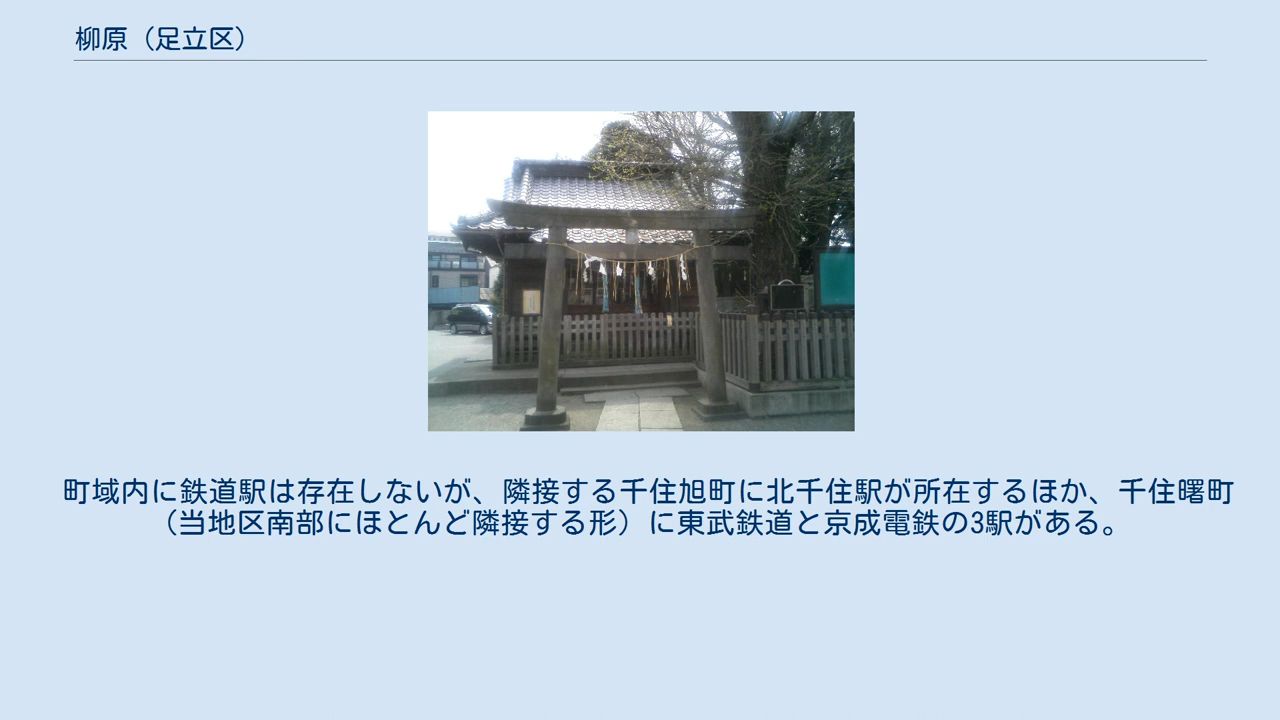 柳原（足立区）
町域内に鉄道駅は存在しないが、隣接する千住旭町に北千住駅が所在するほか、千住曙町
（当地区南部にほとんど隣接する形）に東武鉄道と京成電鉄の3駅がある。